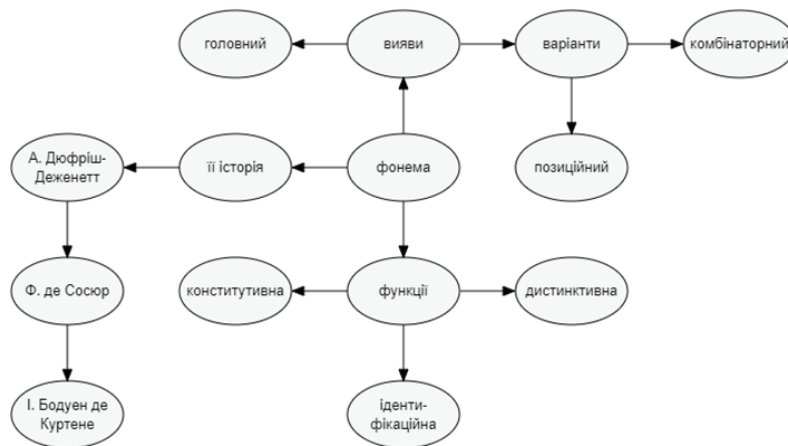 головний
вияви
варіанти
комбінаторний
А. Дюфріш-
Деженетт
її історія
фонема
позиційний
Ф. де Сосюр
конститутивна
функції
дистинктивна
І. Бодуен де
Куртене
іденти-
фікаційна